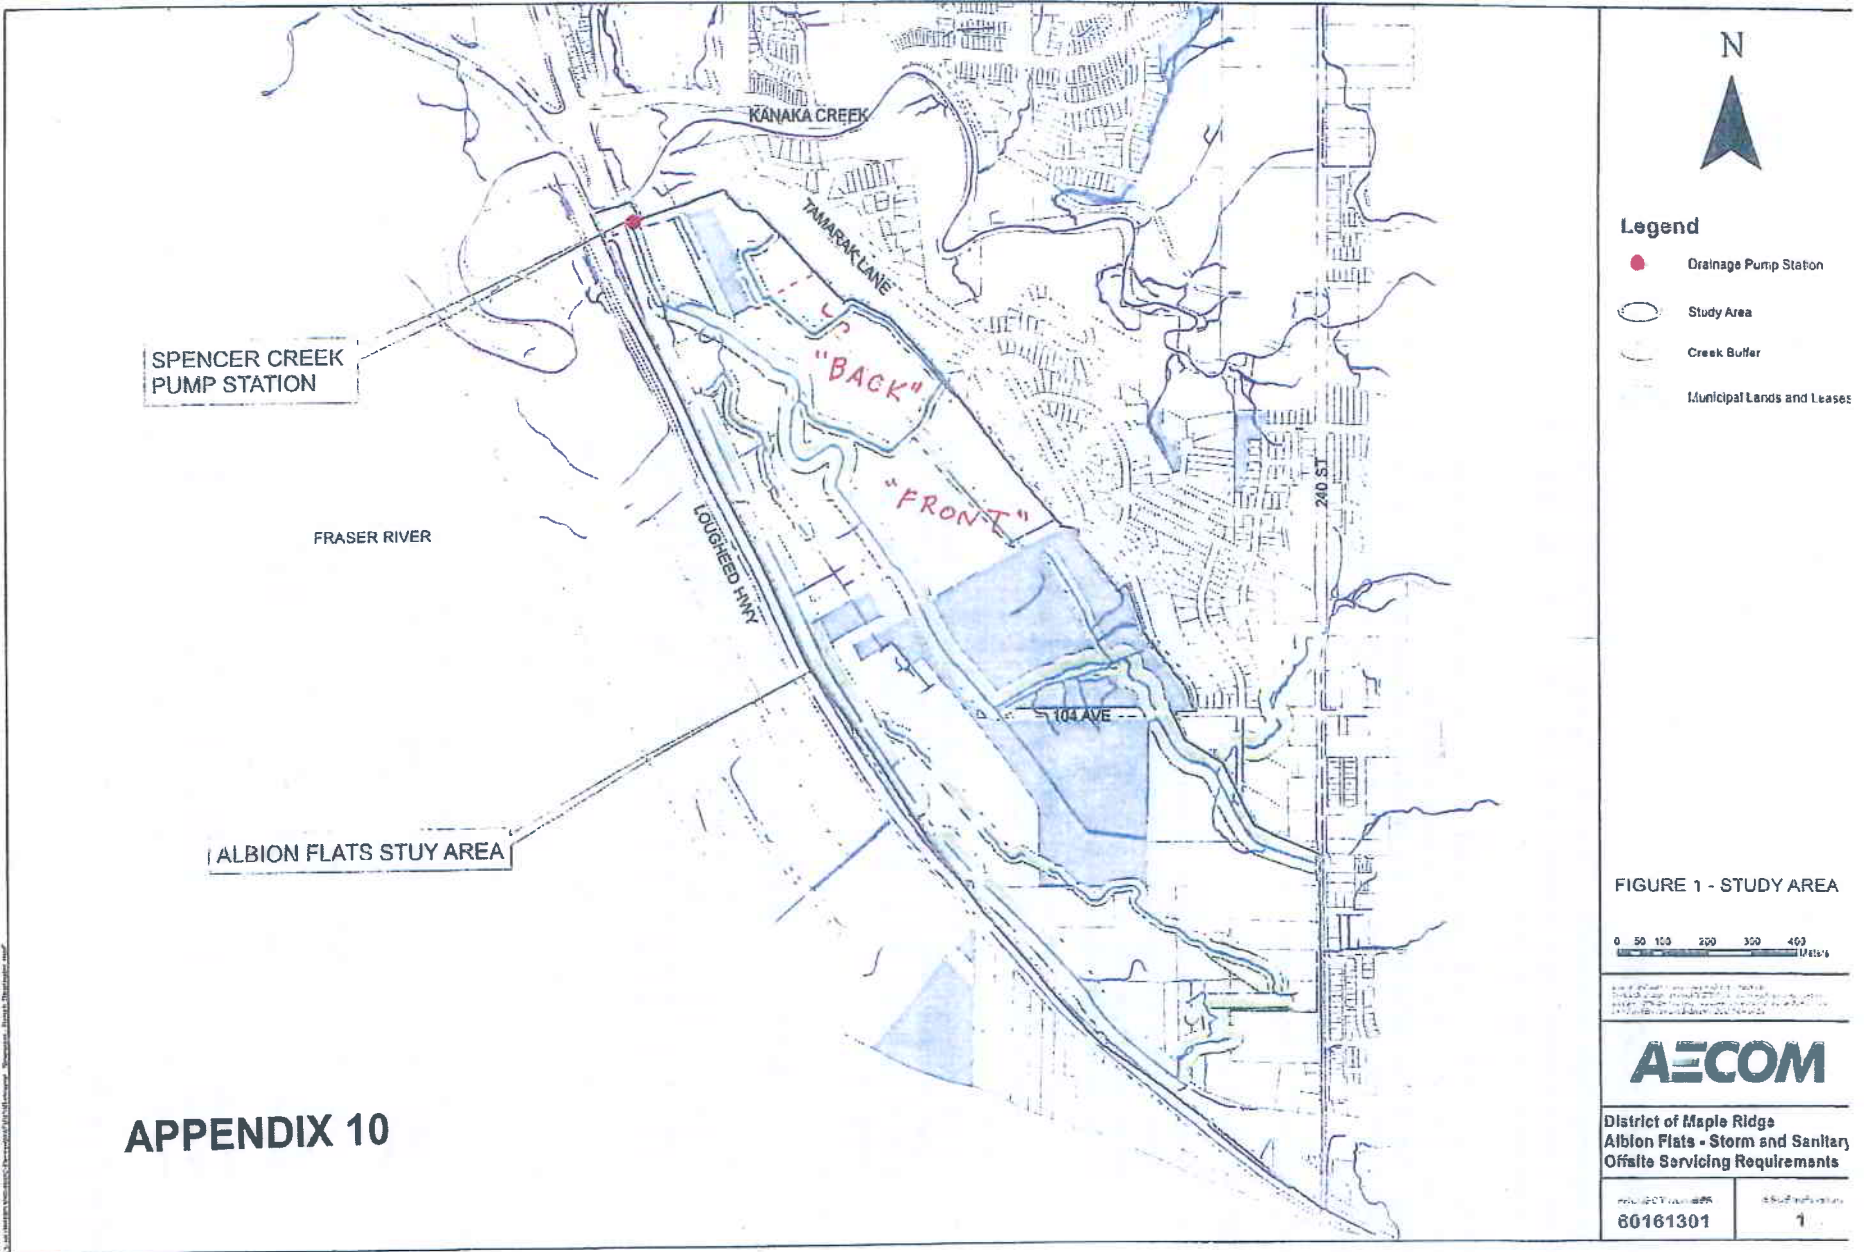 KANAKA CREEK
TAMARAK LANE
SPENCER CREEK
PUMP STATION
"BACK"
"FRONT"
240 ST
LOUGHEED HWY
FRASER RIVER
104 AVE
ALBION FLATS STUY AREA
APPENDIX 10
N
Legend
Drainage Pump Station
Study Area
Creek Buffer
Municipal Lands and Leases
FIGURE 1 - STUDY AREA
0 50 100 200 300 400
Meters
AECOM
District of Maple Ridge
Albion Flats - Storm and Sanitary
Offsite Servicing Requirements
60161301
1